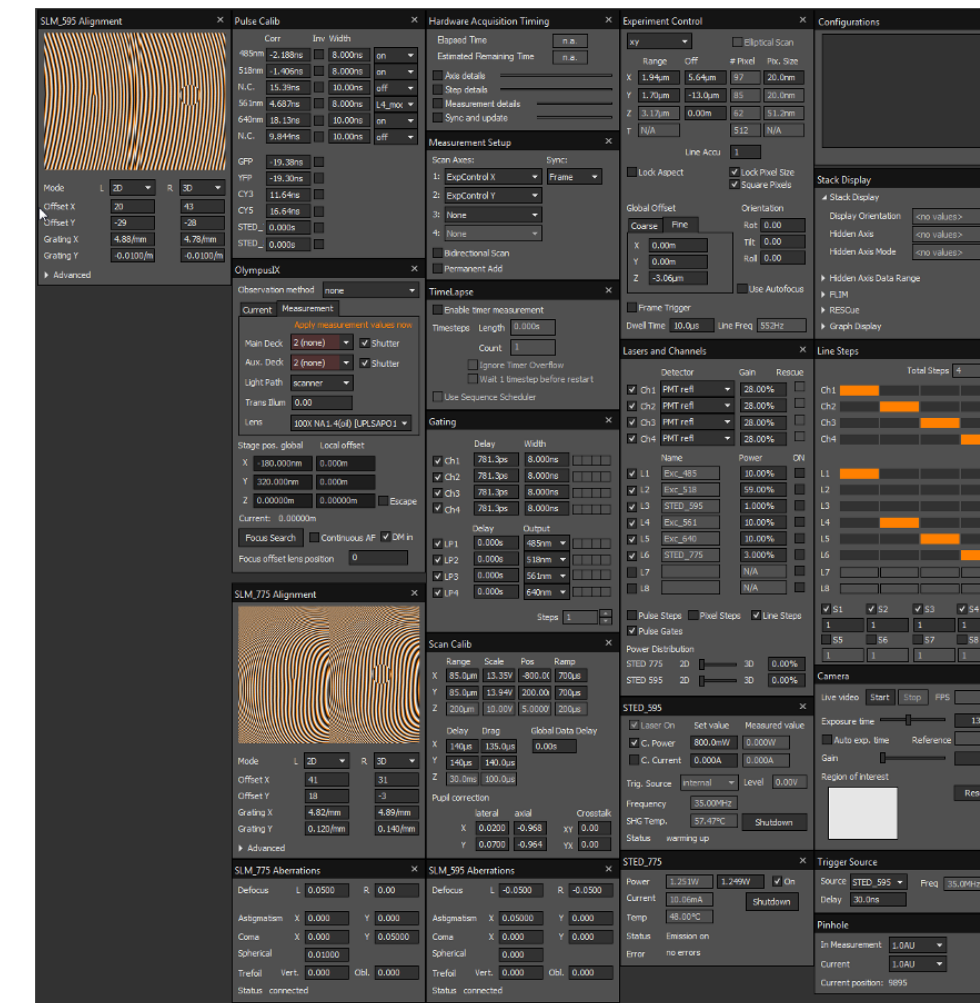 SLM_595 Alignment ×
Mode L 2D R 3D
Offset X 20 43
Offset Y -29 -28
Grating X 4.88/mm 4.78/mm
Grating Y -0.0100/m -0.0100/m
Advanced
Pulse Calib ×
Corr Inv Width
485nm -2.188ns 8.000ns on
518nm -1.406ns 8.000ns on
N.C. 15.39ns 10.00ns off
561nm 4.687ns 8.000ns L4_mod
640nm 18.13ns 10.00ns on
N.C. 9.844ns 10.00ns off
GFP -19.38ns
YFP -19.30ns
CY3 11.64ns
CY5 16.64ns
STED_ 0.000s
STED_ 0.000s
OlympusIX ×
Observation method none
Current Measurement
Apply measurement values now
Main Deck 2 (none) Shutter
Aux. Deck 2 (none) Shutter
Light Path scanner
Trans Illum 0.00
Lens 100X NA1.4(oil) [UPLSAPO1
Stage pos. global Local offset
X -180.000nm 0.000m
Y 320.000nm 0.000m
Z 0.00000m 0.00000m Escape
Current: 0.00000m
Focus Search Continuous AF DM in
Focus offset lens position 0
SLM_775 Alignment ×
Mode L 2D R 3D
Offset X 41 31
Offset Y 18 -3
Grating X 4.82/mm 4.89/mm
Grating Y 0.120/mm 0.140/mm
Advanced
SLM_775 Aberrations ×
Defocus L 0.0500 R 0.00
Astigmatism X 0.000 Y 0.000
Coma X 0.000 Y 0.05000
Spherical 0.01000
Trefoil Vert. 0.000 Obl. 0.000
Status connected
Hardware Acquisition Timing ×
Elapsed Time n.a.
Estimated Remaining Time n.a.
Axis details
Step details
Measurement details
Sync and update
Measurement Setup ×
Scan Axes: Sync:
1: ExpControl X Frame
2: ExpControl Y
3: None
4: None
Bidirectional Scan
Permanent Add
TimeLapse ×
Enable timer measurement
Timesteps Length 0.000s
Count 1
Ignore Timer Overflow
Wait 1 timestep before restart
Use Sequence Scheduler
Gating ×
Delay Width
Ch1 781.3ps 8.000ns
Ch2 781.3ps 8.000ns
Ch3 781.3ps 8.000ns
Ch4 781.3ps 8.000ns
Delay Output
LP1 0.000s 485nm
LP2 0.000s 518nm
LP3 0.000s 561nm
LP4 0.000s 640nm
Steps 1
Scan Calib ×
Range Scale Pos Ramp
X 85.0µm 13.35V -800.0( 700µs
Y 85.0µm 13.94V 200.00( 700µs
Z 200µm 10.00V 5.0000( 200µs
Delay Drag Global Data Delay
X 140µs 135.0µs 0.00s
Y 140µs 140.0µs
Z 30.0ms 100.0µs
Pupil correction
lateral axial Crosstalk
X 0.0200 -0.968 XY 0.00
Y 0.0700 -0.964 YX 0.00
SLM_595 Aberrations ×
Defocus L -0.0500 R -0.0500
Astigmatism X 0.05000 Y 0.000
Coma X 0.000 Y 0.000
Spherical 0.000
Trefoil Vert. 0.000 Obl. 0.000
Status connected
Experiment Control ×
xy Elliptical Scan
Range Off # Pixel Pix. Size
X 1.94µm 5.64µm 97 20.0nm
Y 1.70µm -13.0µm 85 20.0nm
Z 3.17µm 0.00m 62 51.2nm
T N/A 512 N/A
Line Accu 1
Lock Aspect Lock Pixel Size
Square Pixels
Global Offset Orientation
Coarse Fine Rot 0.00
X 0.00m Tilt 0.00
Y 0.00m Roll 0.00
Z -3.06µm
Use Autofocus
Frame Trigger
Dwell Time 10.0µs Line Freq 552Hz
Lasers and Channels ×
Detector Gain Rescue
Ch1 PMT refl 28.00%
Ch2 PMT refl 28.00%
Ch3 PMT refl 28.00%
Ch4 PMT refl 28.00%
Name Power ON
L1 Exc_485 10.00%
L2 Exc_518 59.00%
L3 STED_595 1.000%
L4 Exc_561 10.00%
L5 Exc_640 10.00%
L6 STED_775 3.000%
L7 N/A
L8 N/A
Pulse Steps Pixel Steps Line Steps
Pulse Gates
Power Distribution
STED 775 2D 3D 0.00%
STED 595 2D 3D 0.00%
STED_595 ×
Laser On Set value Measured value
C. Power 800.0mW 0.000W
C. Current 0.000A 0.000A
Trig. Source internal Level 0.00V
Frequency 35.00MHz
SHG Temp. 57.47°C Shutdown
Status warming up
STED_775 ×
Power 1.251W 1.249W On
Current 10.06mA Shutdown
Temp 48.00°C
Status Emission on
Error no errors
Configurations
Stack Display
Stack Display
Display Orientation <no values>
Hidden Axis <no values>
Hidden Axis Mode <no values>
Hidden Axis Data Range
FLIM
RESCue
Graph Display
Line Steps
Total Steps 4
Ch1
Ch2
Ch3
Ch4
L1
L2
L3
L4
L5
L6
L7
L8
S1 S2 S3 S4
1 1 1 1
S5 S6 S7 S8
1 1 1 1
Camera
Live video Start Stop FPS
Exposure time 13
Auto exp. time Reference
Gain
Region of interest
Res
Trigger Source
Source STED_595 Freq 35.0MHz
Delay 30.0ns
Pinhole
In Measurement 1.0AU
Current 1.0AU
Current position: 9895